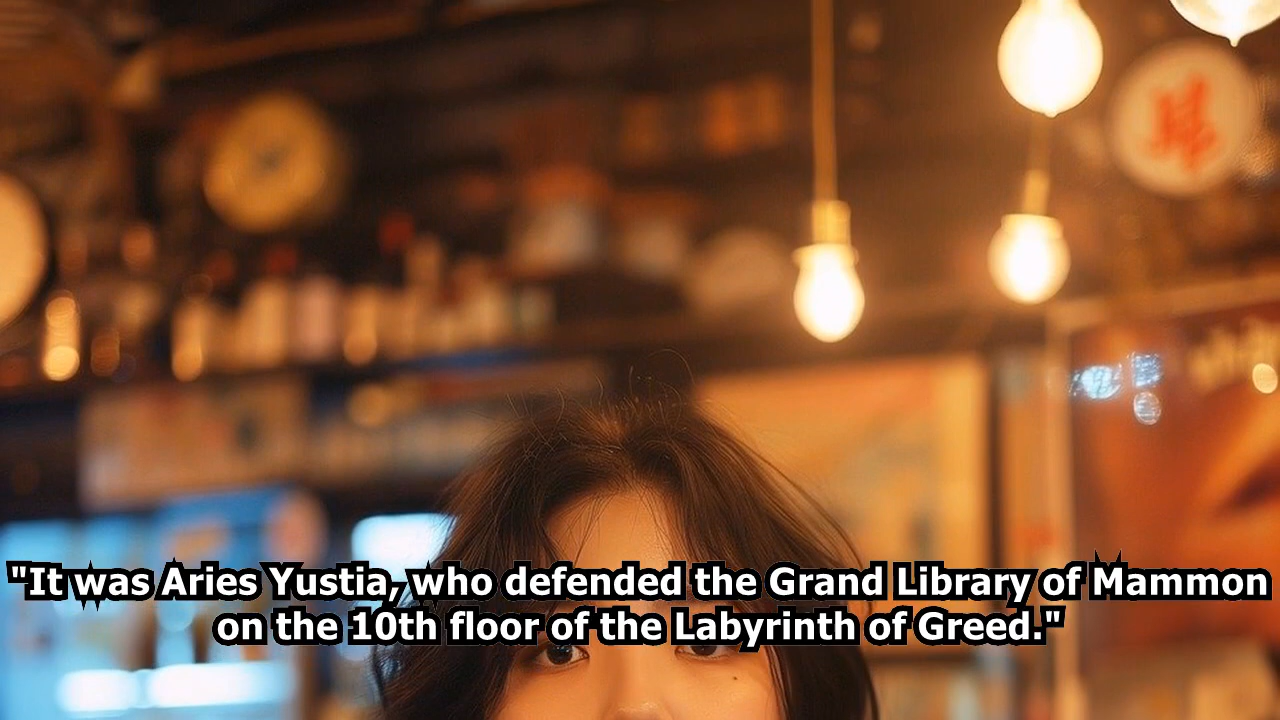 "It was Aries Yustia, who defended the Grand Library of Mammon
on the 10th floor of the Labyrinth of Greed."